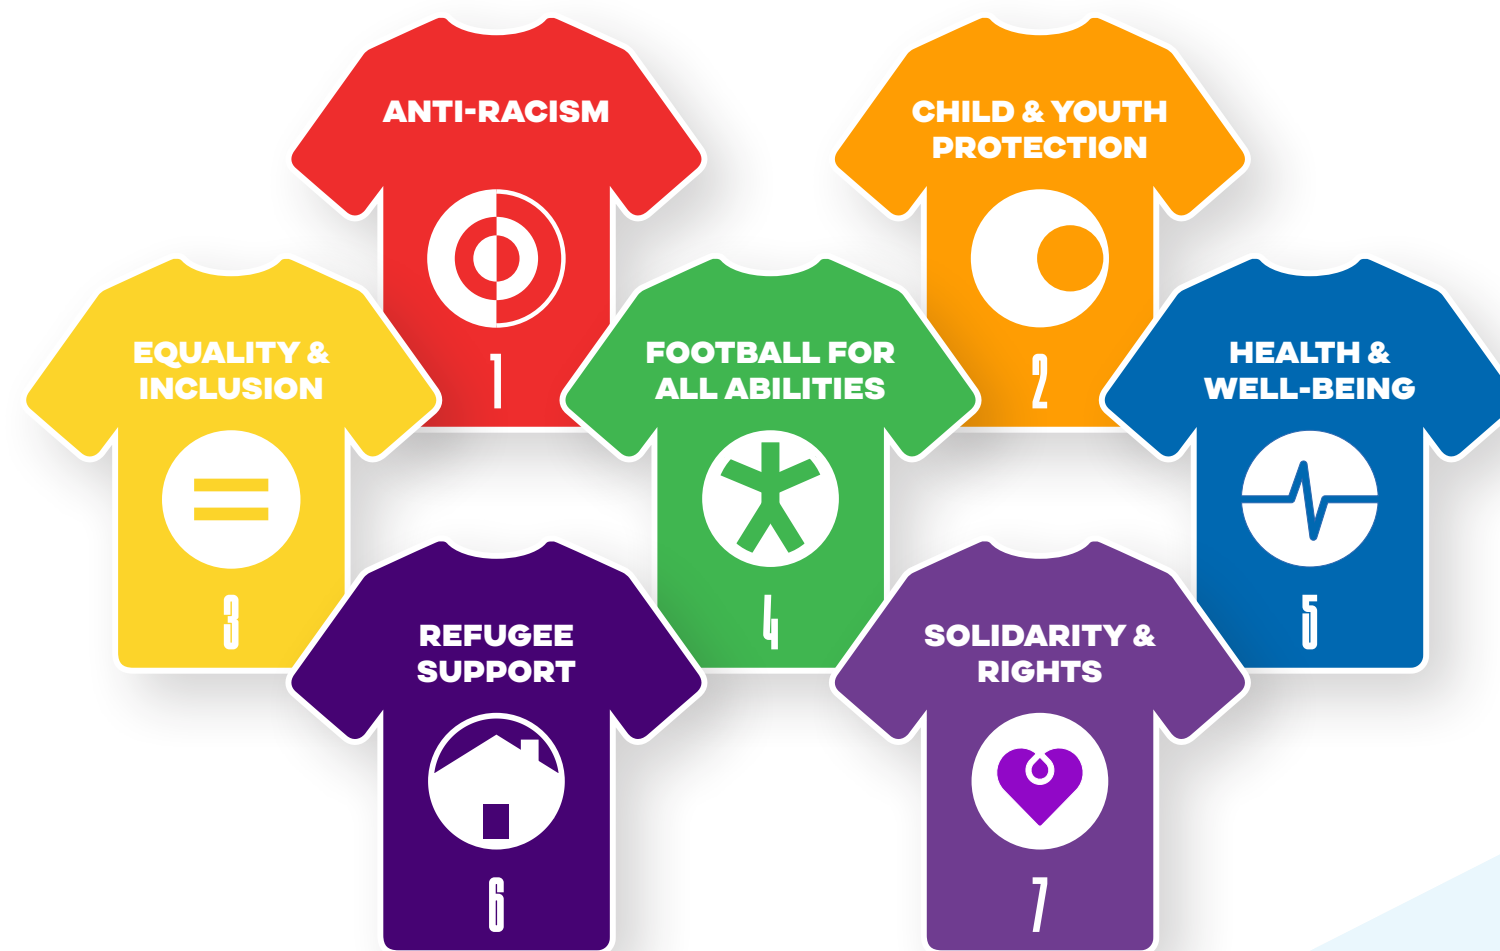 ANTI-RACISM
1
CHILD & YOUTH
PROTECTION
2
EQUALITY &
INCLUSION
3
FOOTBALL FOR
ALL ABILITIES
4
HEALTH &
WELL-BEING
5
REFUGEE
SUPPORT
6
SOLIDARITY &
RIGHTS
7